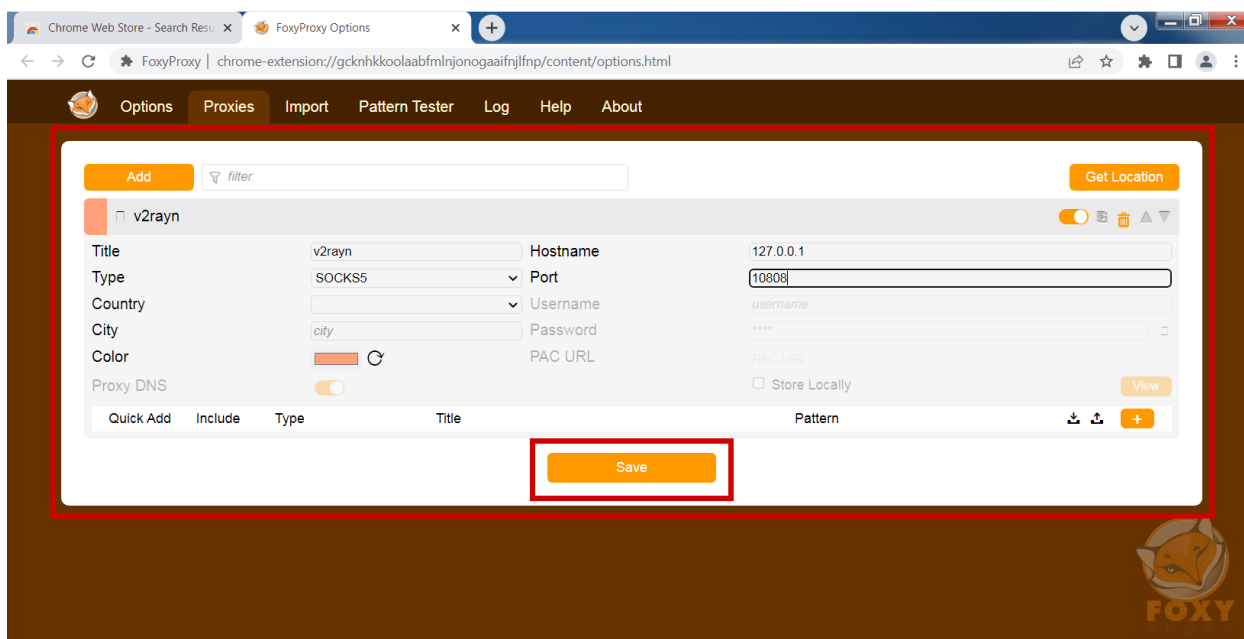 Chrome Web Store - Search Resu
FoxyProxy Options
FoxyProxy | chrome-extension://gcknhkkoolaabfmlnjonogaaifnjlfnp/content/options.html
Options Proxies Import Pattern Tester Log Help About
Add filter Get Location
v2rayn
Title v2rayn Hostname 127.0.0.1
Type SOCKS5 Port 10808
Country Username username
City city Password ****
Color PAC URL PAC URL
Proxy DNS Store Locally View
Quick Add Include Type Title Pattern +
Save
FOXY